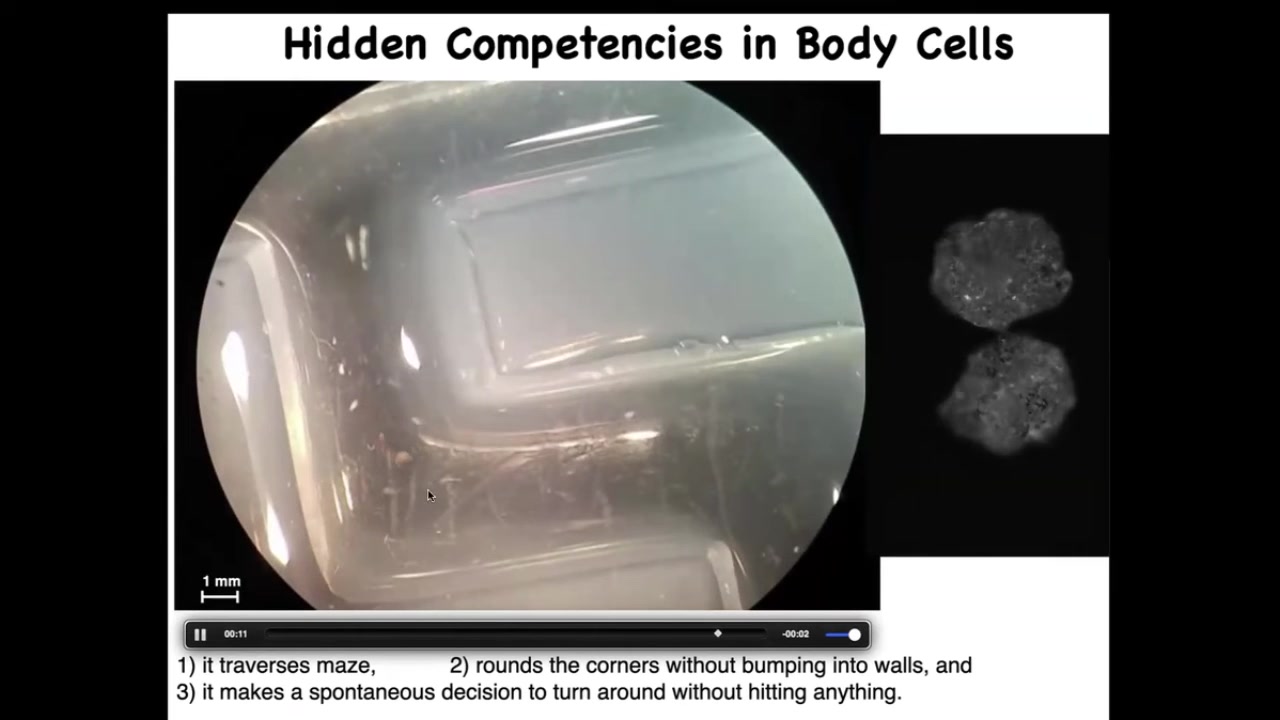 Hidden Competencies in Body Cells
1 mm
00:11
-00:02
1) it traverses maze, 2) rounds the corners without bumping into walls, and
3) it makes a spontaneous decision to turn around without hitting anything.